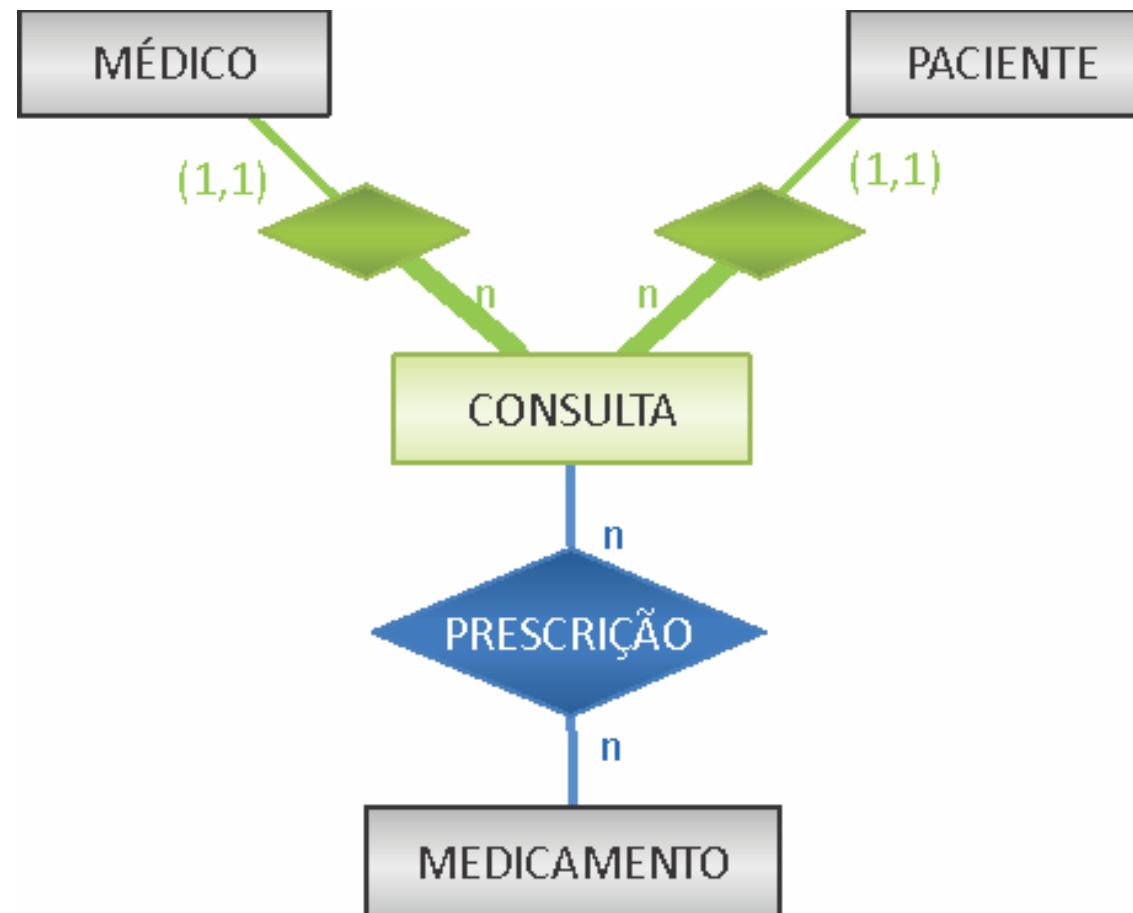 MÉDICO
PACIENTE
(1,1)
(1,1)
n
n
CONSULTA
n
PRESCRIÇÃO
n
MEDICAMENTO